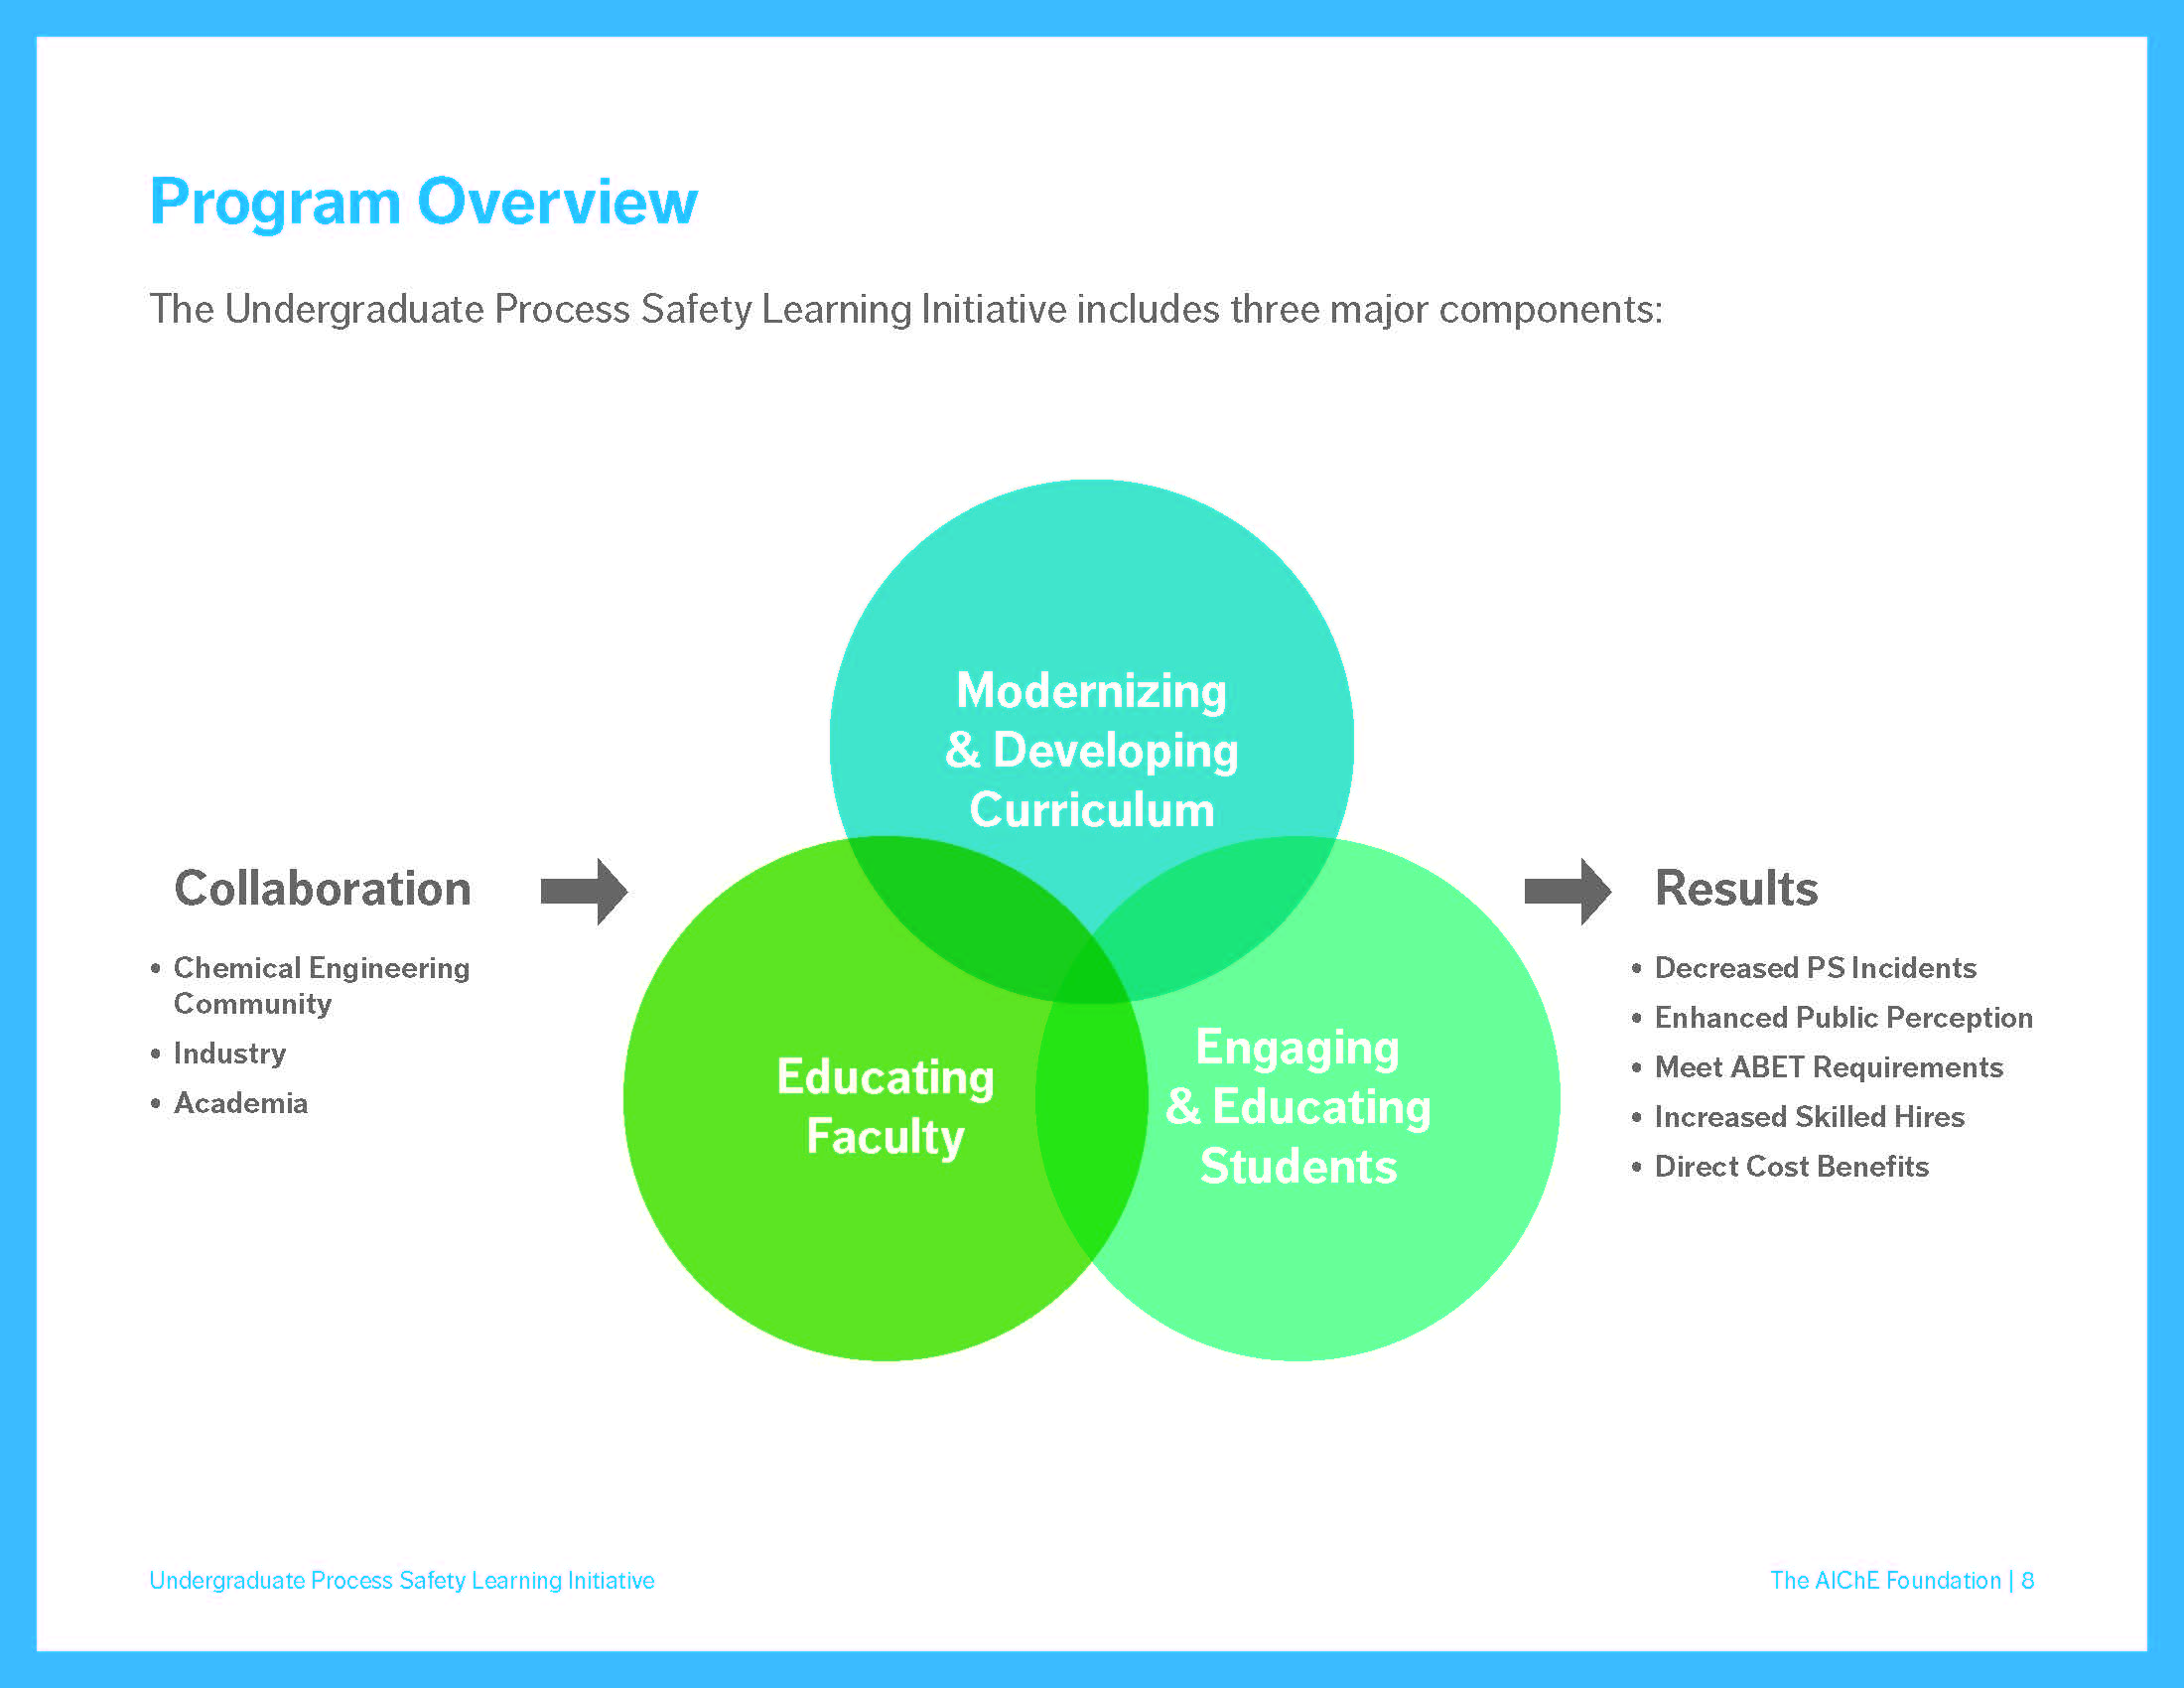 Program Overview
The Undergraduate Process Safety Learning Initiative includes three major components:
Modernizing
& Developing
Curriculum
Collaboration
• Chemical Engineering
Community
• Industry
• Academia
Educating
Faculty
Engaging
& Educating
Students
Results
• Decreased PS Incidents
• Enhanced Public Perception
• Meet ABET Requirements
• Increased Skilled Hires
• Direct Cost Benefits
Undergraduate Process Safety Learning Initiative
The AIChE Foundation | 8